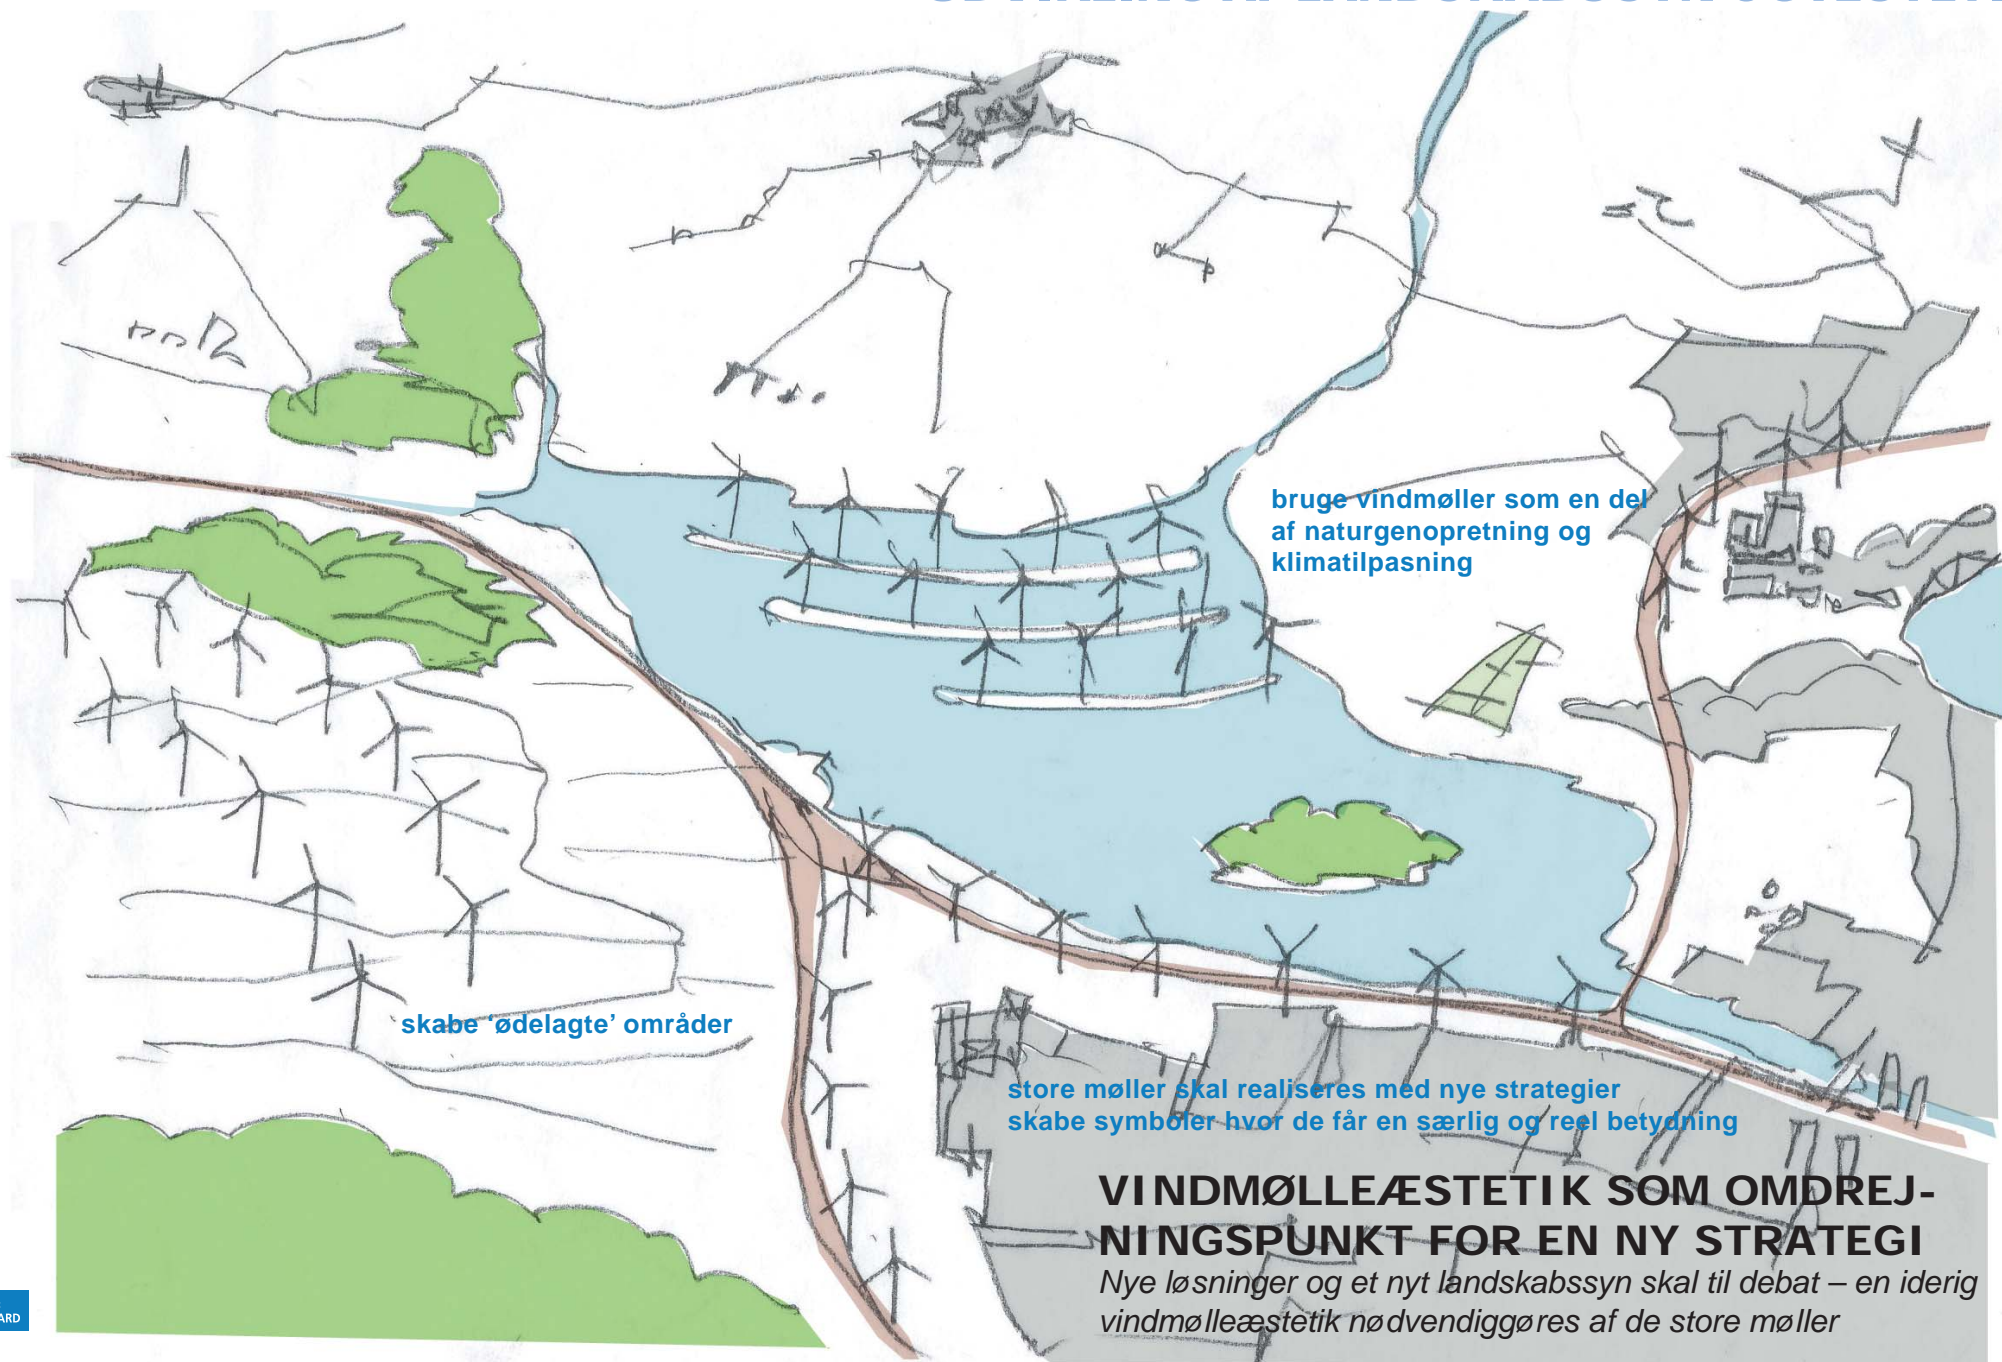 bruge vindmøller som en del
af naturgenopretning og
klimatilpasning
skabe ‘ødelagte’ områder
store møller skal realiseres med nye strategier
skabe symboler hvor de får en særlig og reel betydning
VINDMØLLEÆSTETIK SOM OMDREJ-
NINGSPUNKT FOR EN NY STRATEGI
Nye løsninger og et nyt landskabssyn skal til debat – en iderig
vindmølleæstetik nødvendiggøres af de store møller
ARD